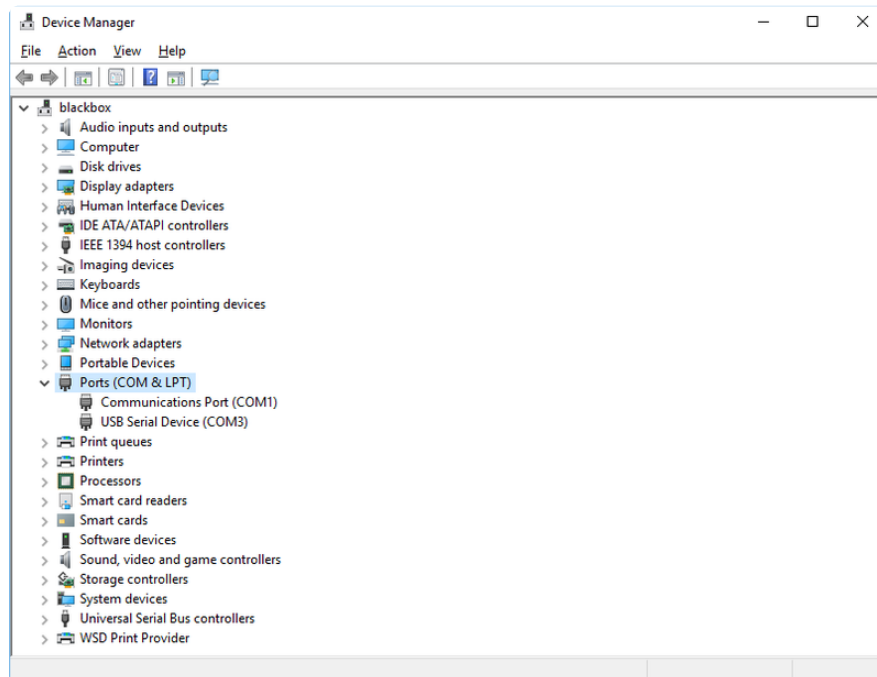 Device Manager
File Action View Help
blackbox
Audio inputs and outputs
Computer
Disk drives
Display adapters
Human Interface Devices
IDE ATA/ATAPI controllers
IEEE 1394 host controllers
Imaging devices
Keyboards
Mice and other pointing devices
Monitors
Network adapters
Portable Devices
Ports (COM & LPT)
Communications Port (COM1)
USB Serial Device (COM3)
Print queues
Printers
Processors
Smart card readers
Smart cards
Software devices
Sound, video and game controllers
Storage controllers
System devices
Universal Serial Bus controllers
WSD Print Provider